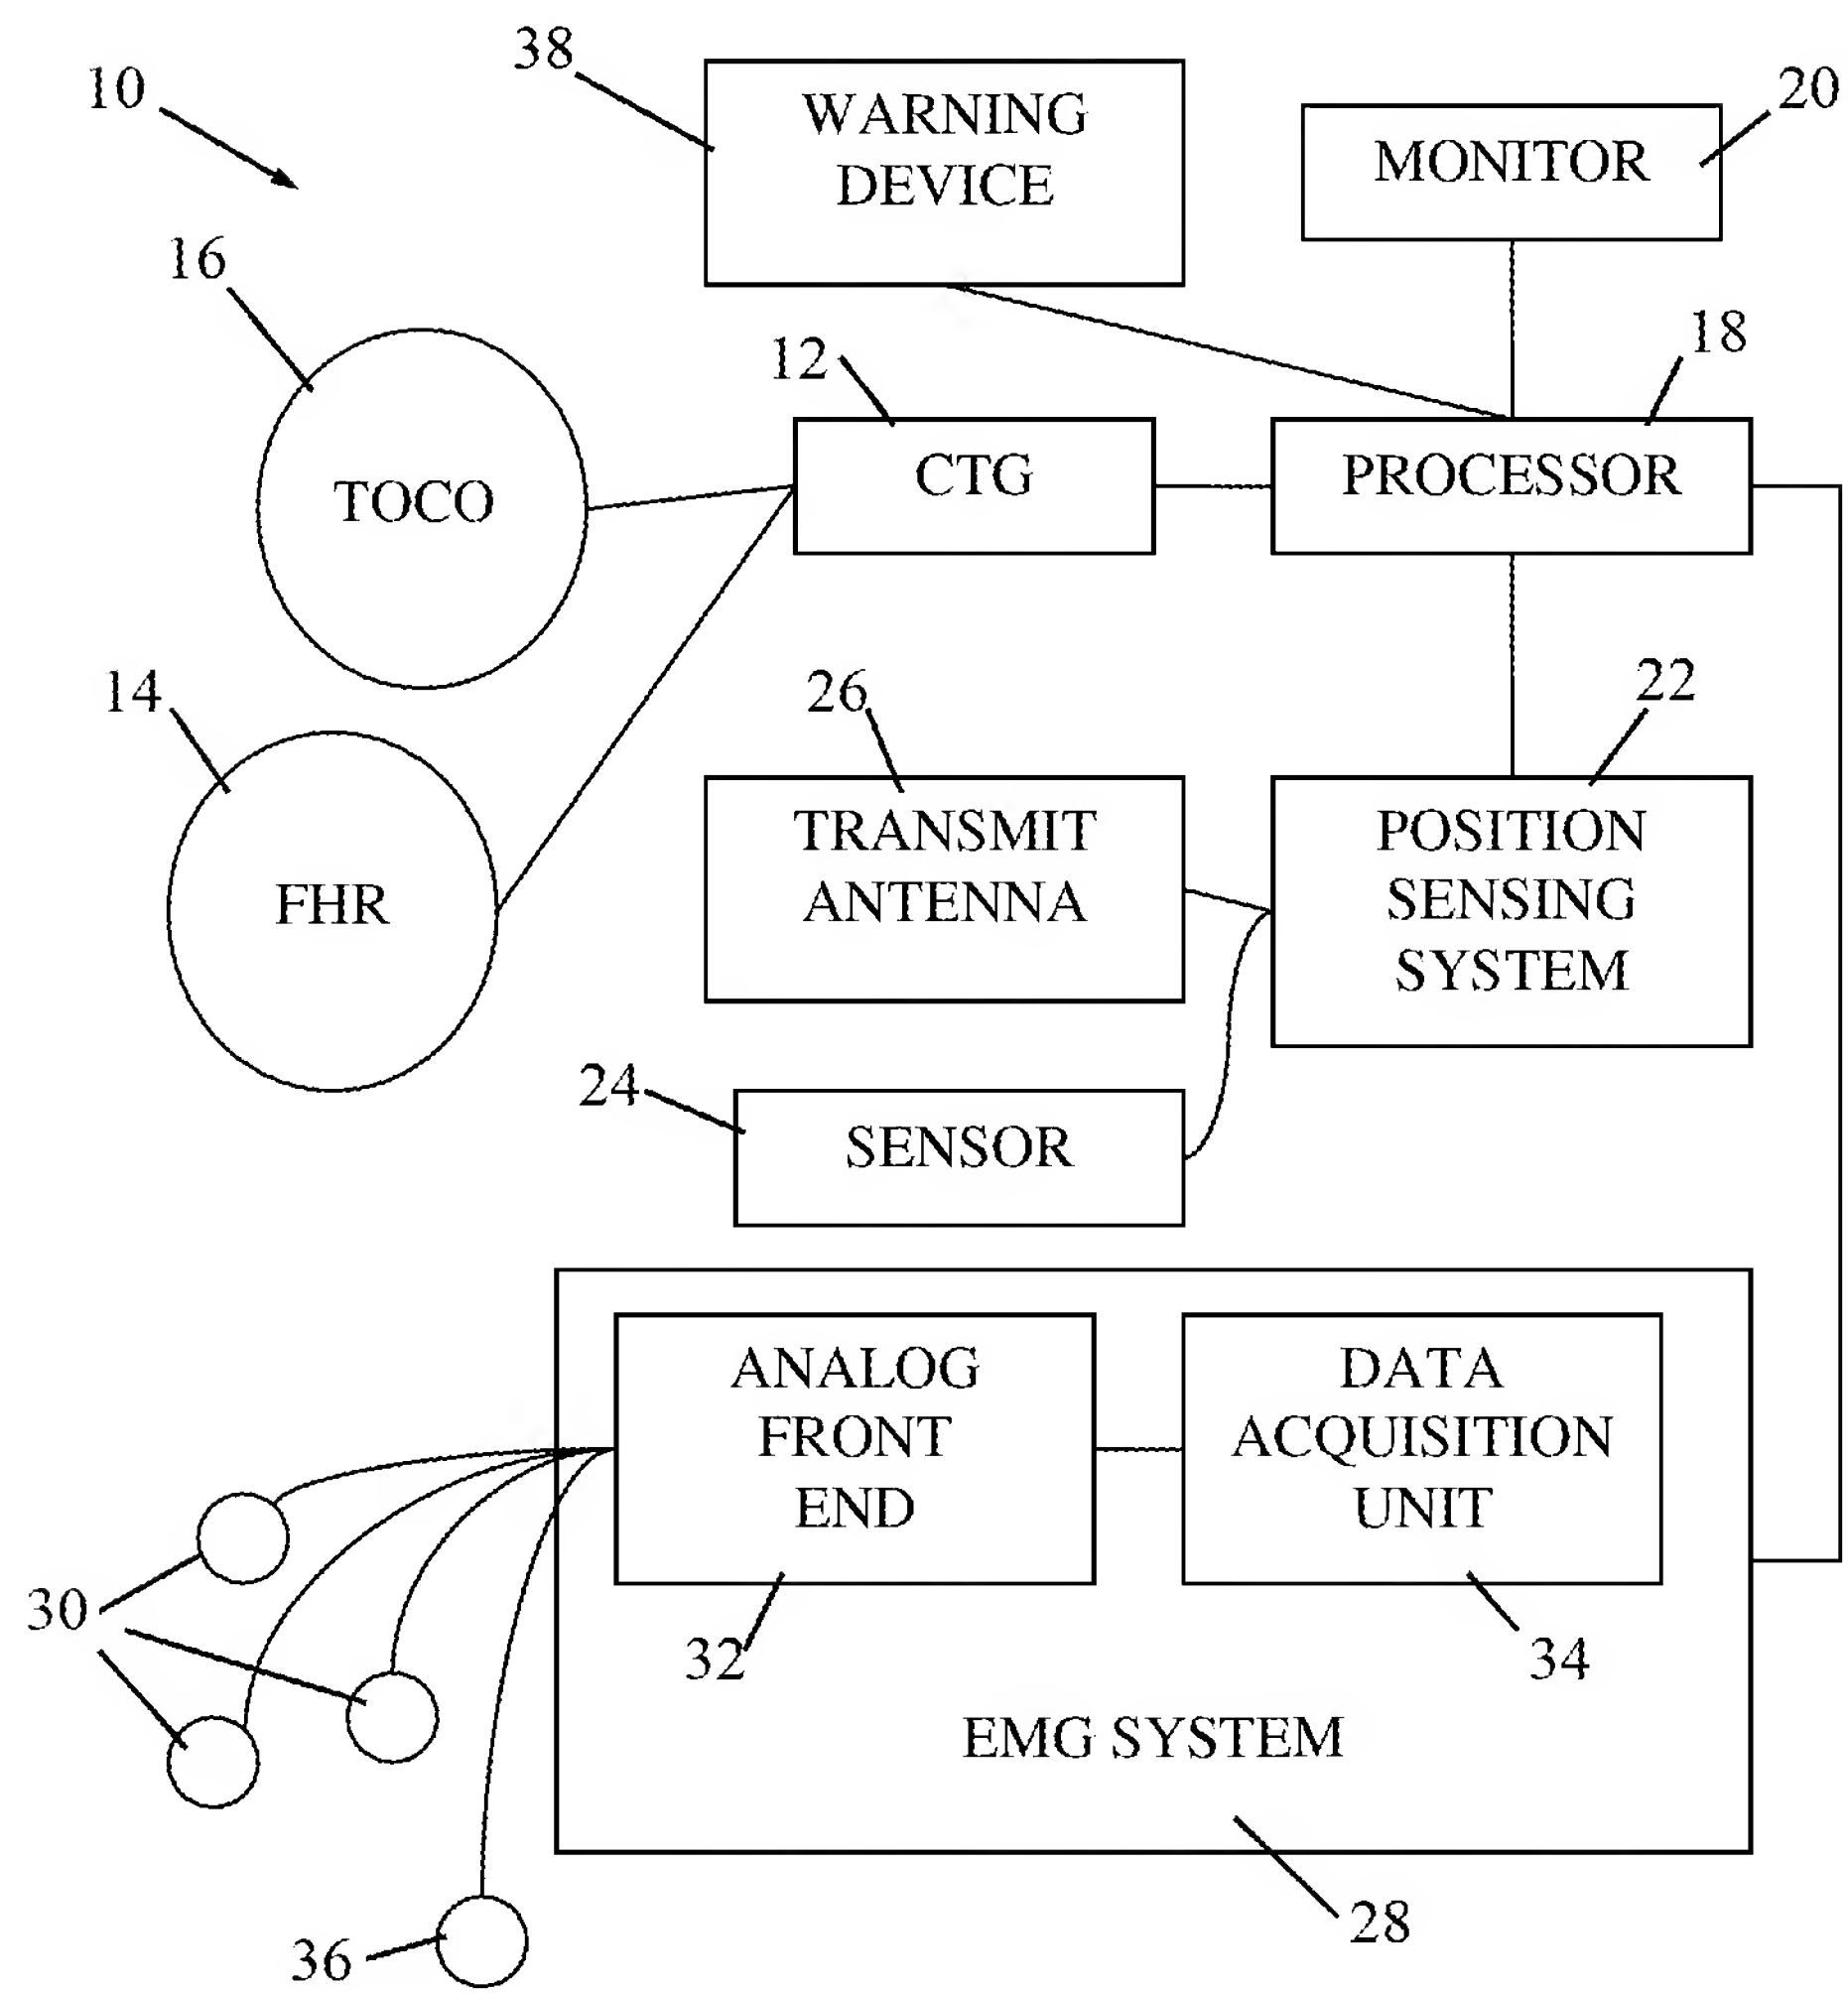 38
10
20
WARNING
DEVICE
MONITOR
16
12
18
TOCO
CTG
PROCESSOR
14
26
22
FHR
TRANSMIT
ANTENNA
POSITION
SENSING
SYSTEM
24
SENSOR
ANALOG
FRONT
END
DATA
ACQUISITION
UNIT
30
32
34
EMG SYSTEM
28
36